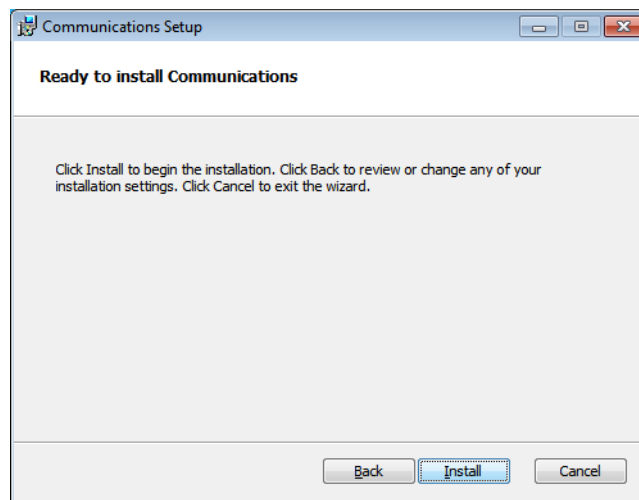 Communications Setup
Ready to install Communications
Click Install to begin the installation. Click Back to review or change any of your
installation settings. Click Cancel to exit the wizard.
Back Install Cancel